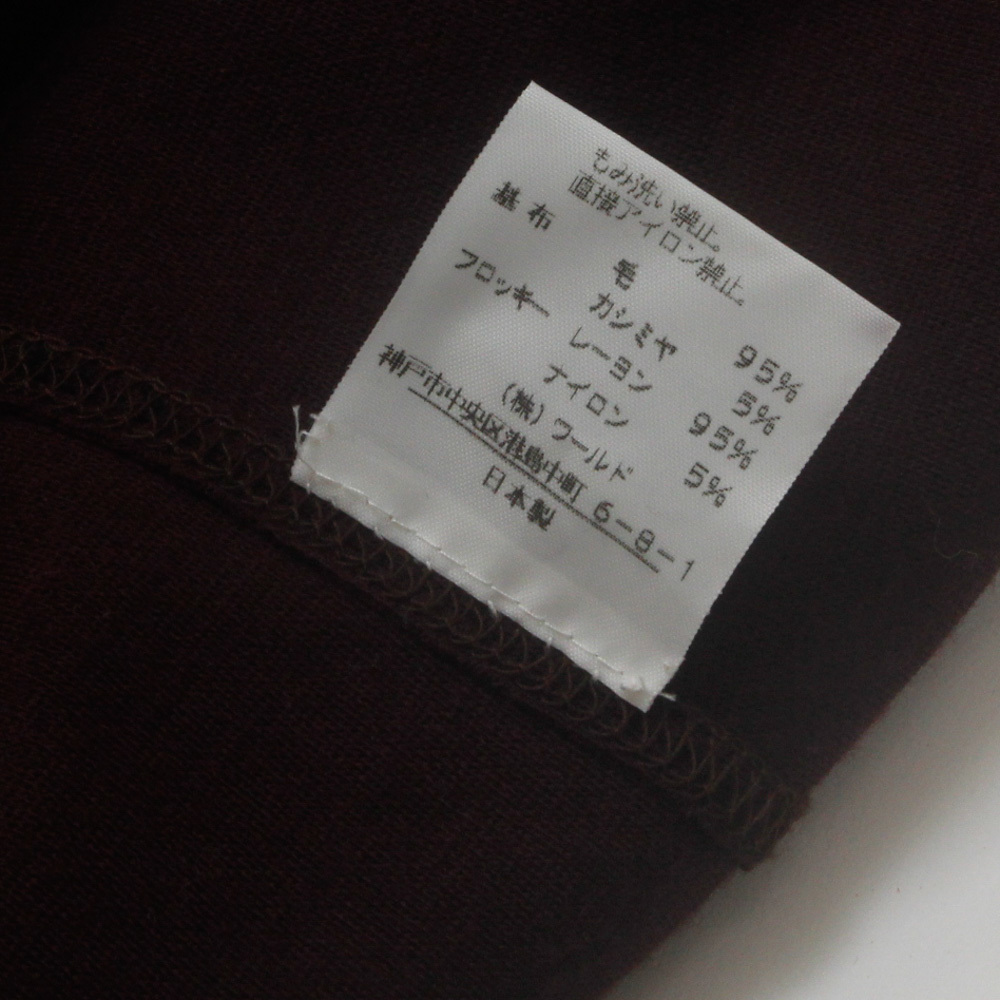 もみ洗い禁止。
直接アイロン禁止。
基布 毛 95%
カシミヤ 5%
フロッキー レーヨン 95%
ナイロン 5%
(株)ワールド
神戸市中央区港島中町 6-8-1
日本製